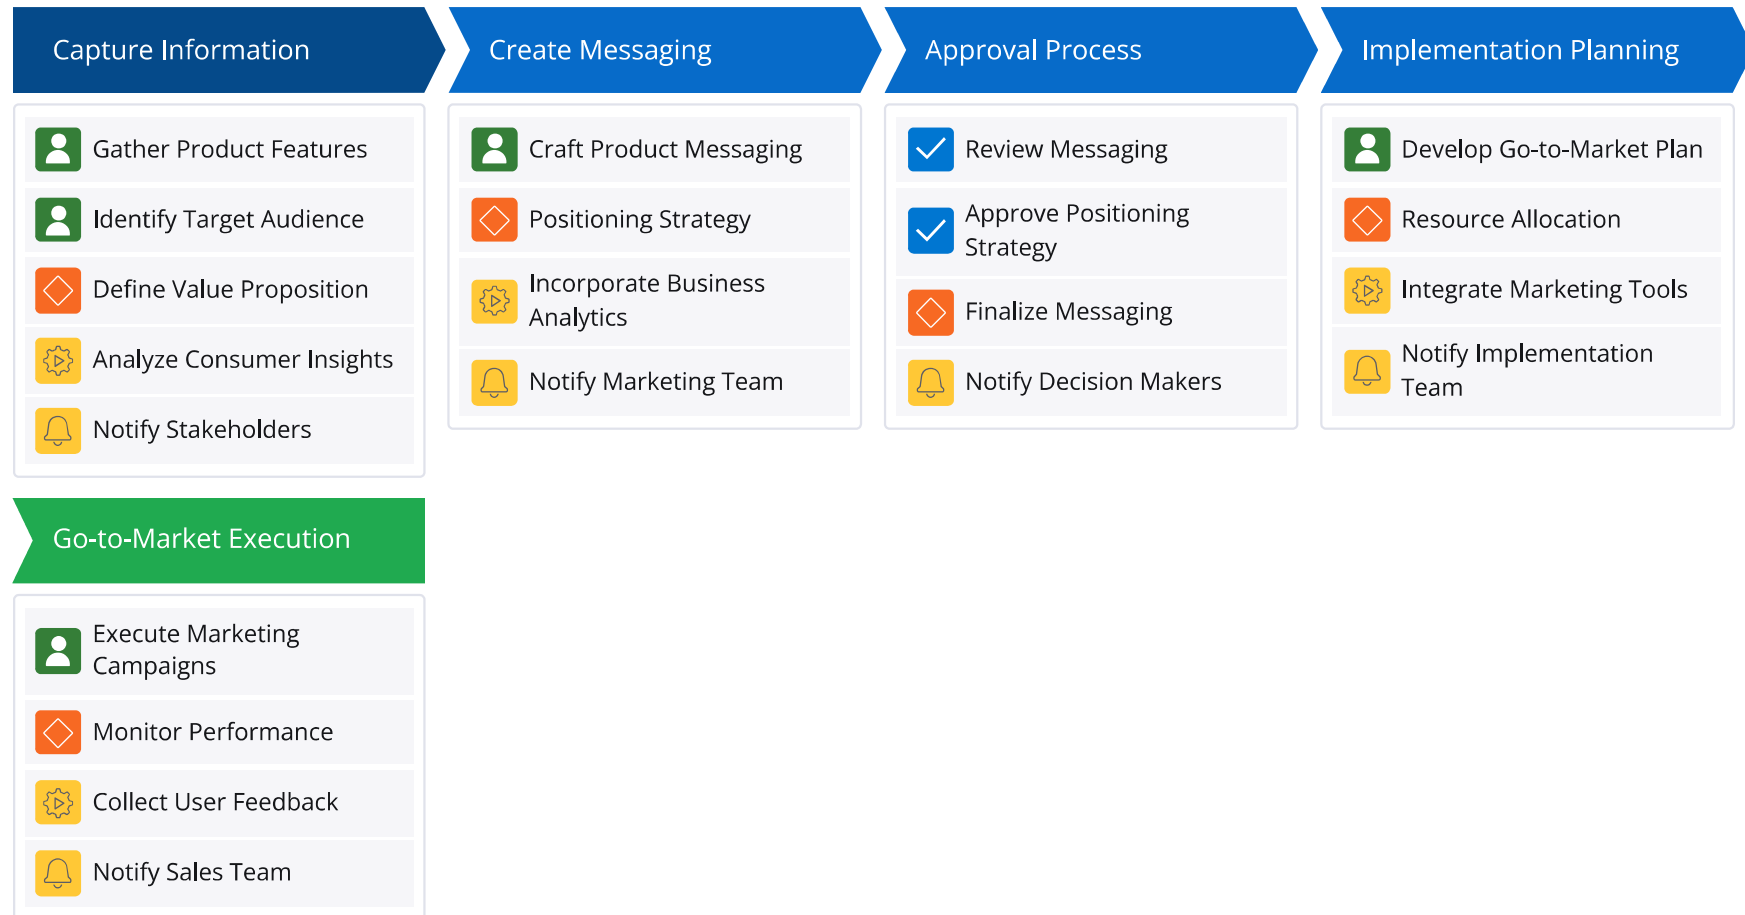 Capture Information
Gather Product Features
Identify Target Audience
Define Value Proposition
Analyze Consumer Insights
Notify Stakeholders
Create Messaging
Craft Product Messaging
Positioning Strategy
Incorporate Business
Analytics
Notify Marketing Team
Approval Process
Review Messaging
Approve Positioning
Strategy
Finalize Messaging
Notify Decision Makers
Implementation Planning
Develop Go-to-Market Plan
Resource Allocation
Integrate Marketing Tools
Notify Implementation
Team
Go-to-Market Execution
Execute Marketing
Campaigns
Monitor Performance
Collect User Feedback
Notify Sales Team